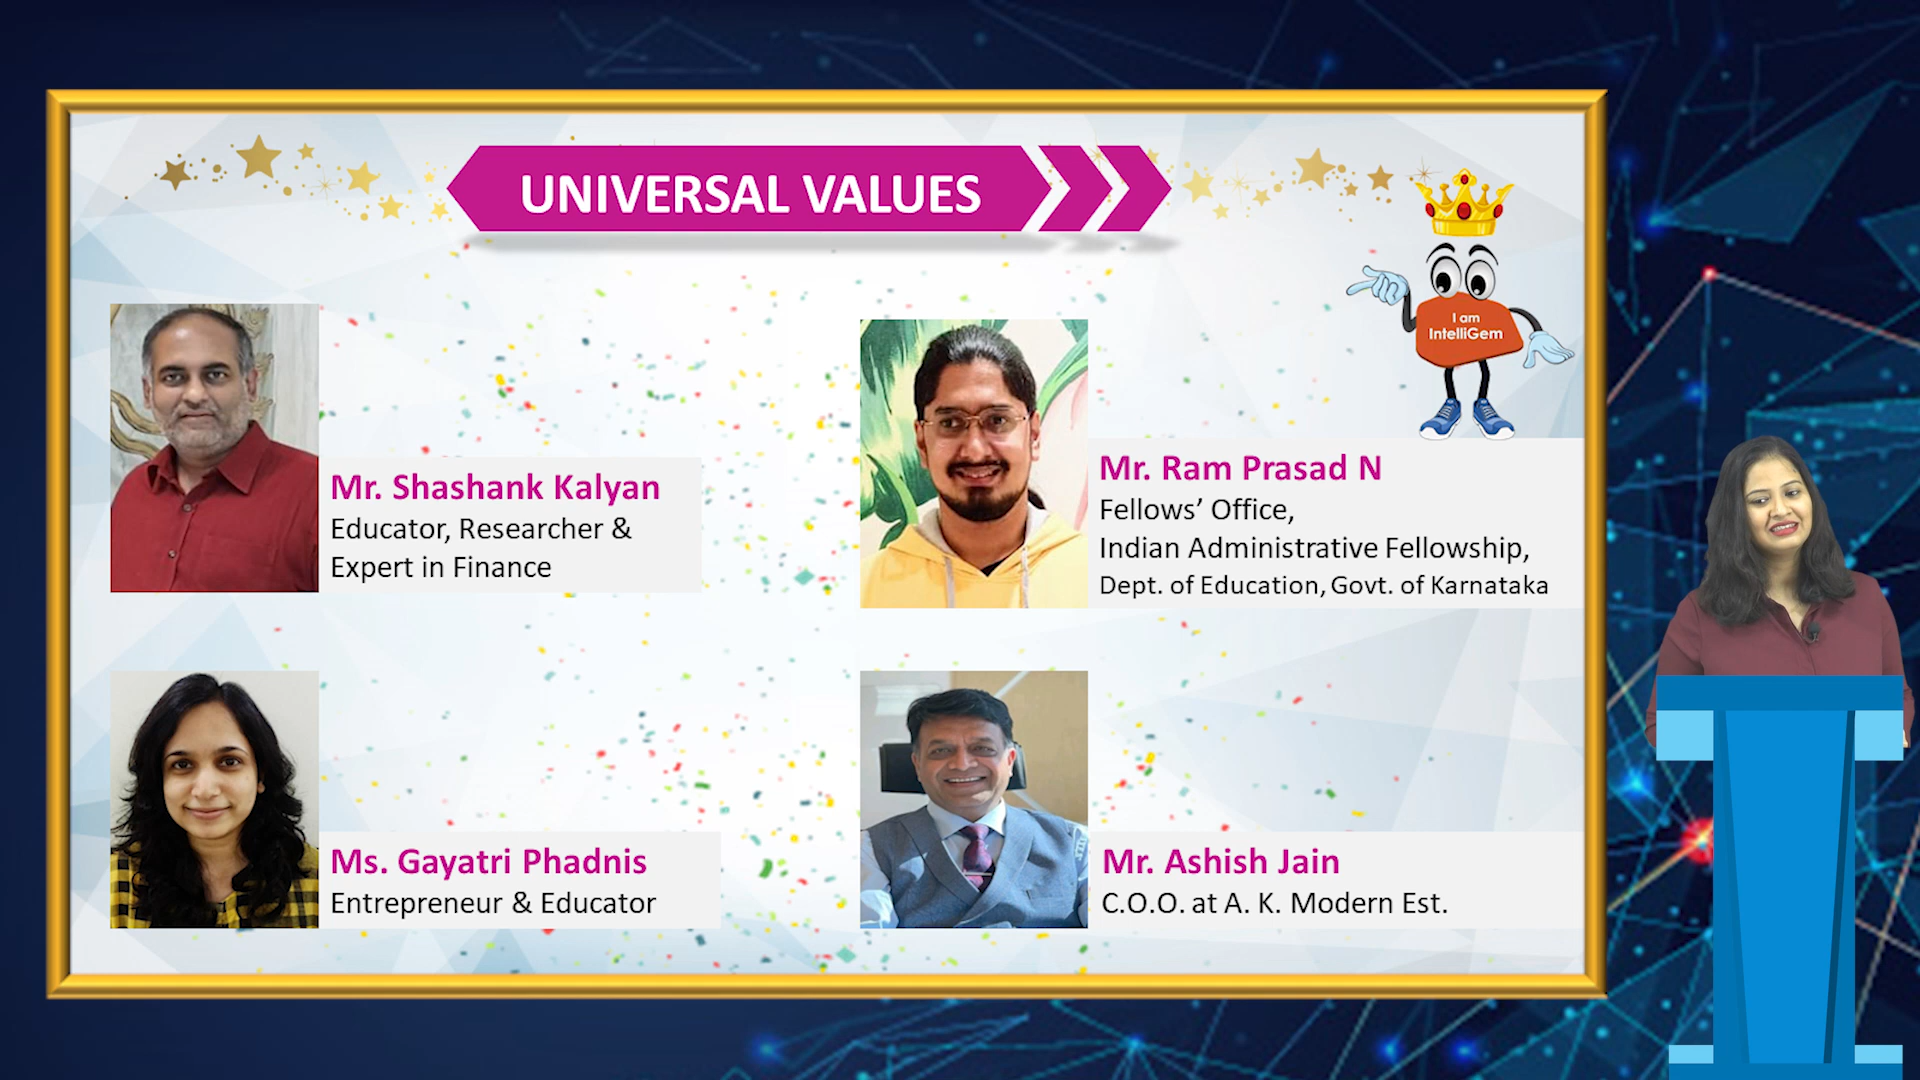 UNIVERSAL VALUES
I am
IntelliGem
Mr. Shashank Kalyan
Educator, Researcher &
Expert in Finance
Mr. Ram Prasad N
Fellows’ Office,
Indian Administrative Fellowship,
Dept. of Education, Govt. of Karnataka
Ms. Gayatri Phadnis
Entrepreneur & Educator
Mr. Ashish Jain
C.O.O. at A. K. Modern Est.